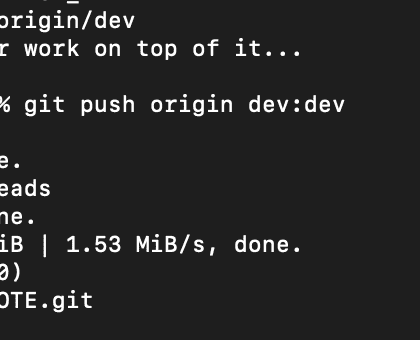 origin/dev
r work on top of it...
% git push origin dev:dev
e.
eads
ne.
iB | 1.53 MiB/s, done.
0)
OTE.git